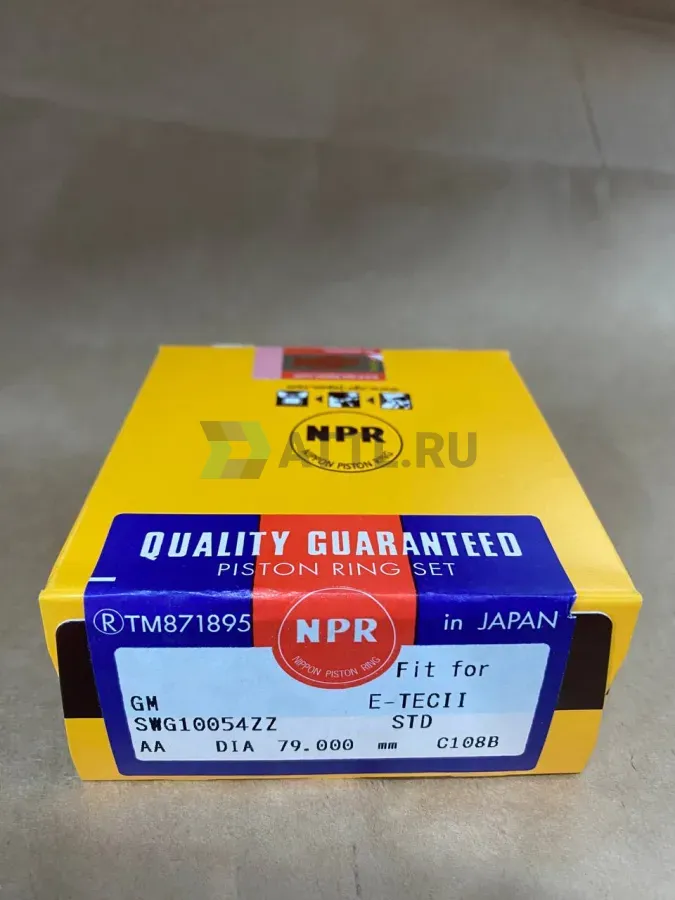 NPR
NIPPON PISTON RING
ATTL.RU
QUALITY GUARANTEED
PISTON RING SET
®TM871895
in JAPAN
NPR
NIPPON PISTON RING
Fit for
GM E-TECII
SWG10054ZZ STD
AA DIA 79.000 mm C108B